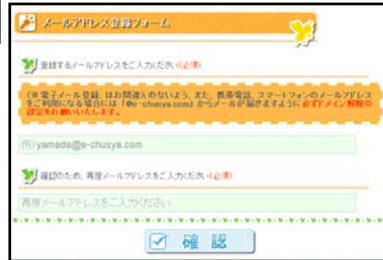 メールアドレス登録フォーム
登録するメールアドレスをご入力ください(必須)
(※電子メール登録、はお間違えのないよう、また、携帯電話、スマートフォンのメールアドレス
をご利用になる場合には「@e-chusya.com」からメールが届きますように必ずドメイン解除の
設定をお願いいたします。
例) yamada@e-chusya.com
確認のため、再度メールアドレスをご入力ください(必須)
再度メールアドレスをご入力ください
確 認